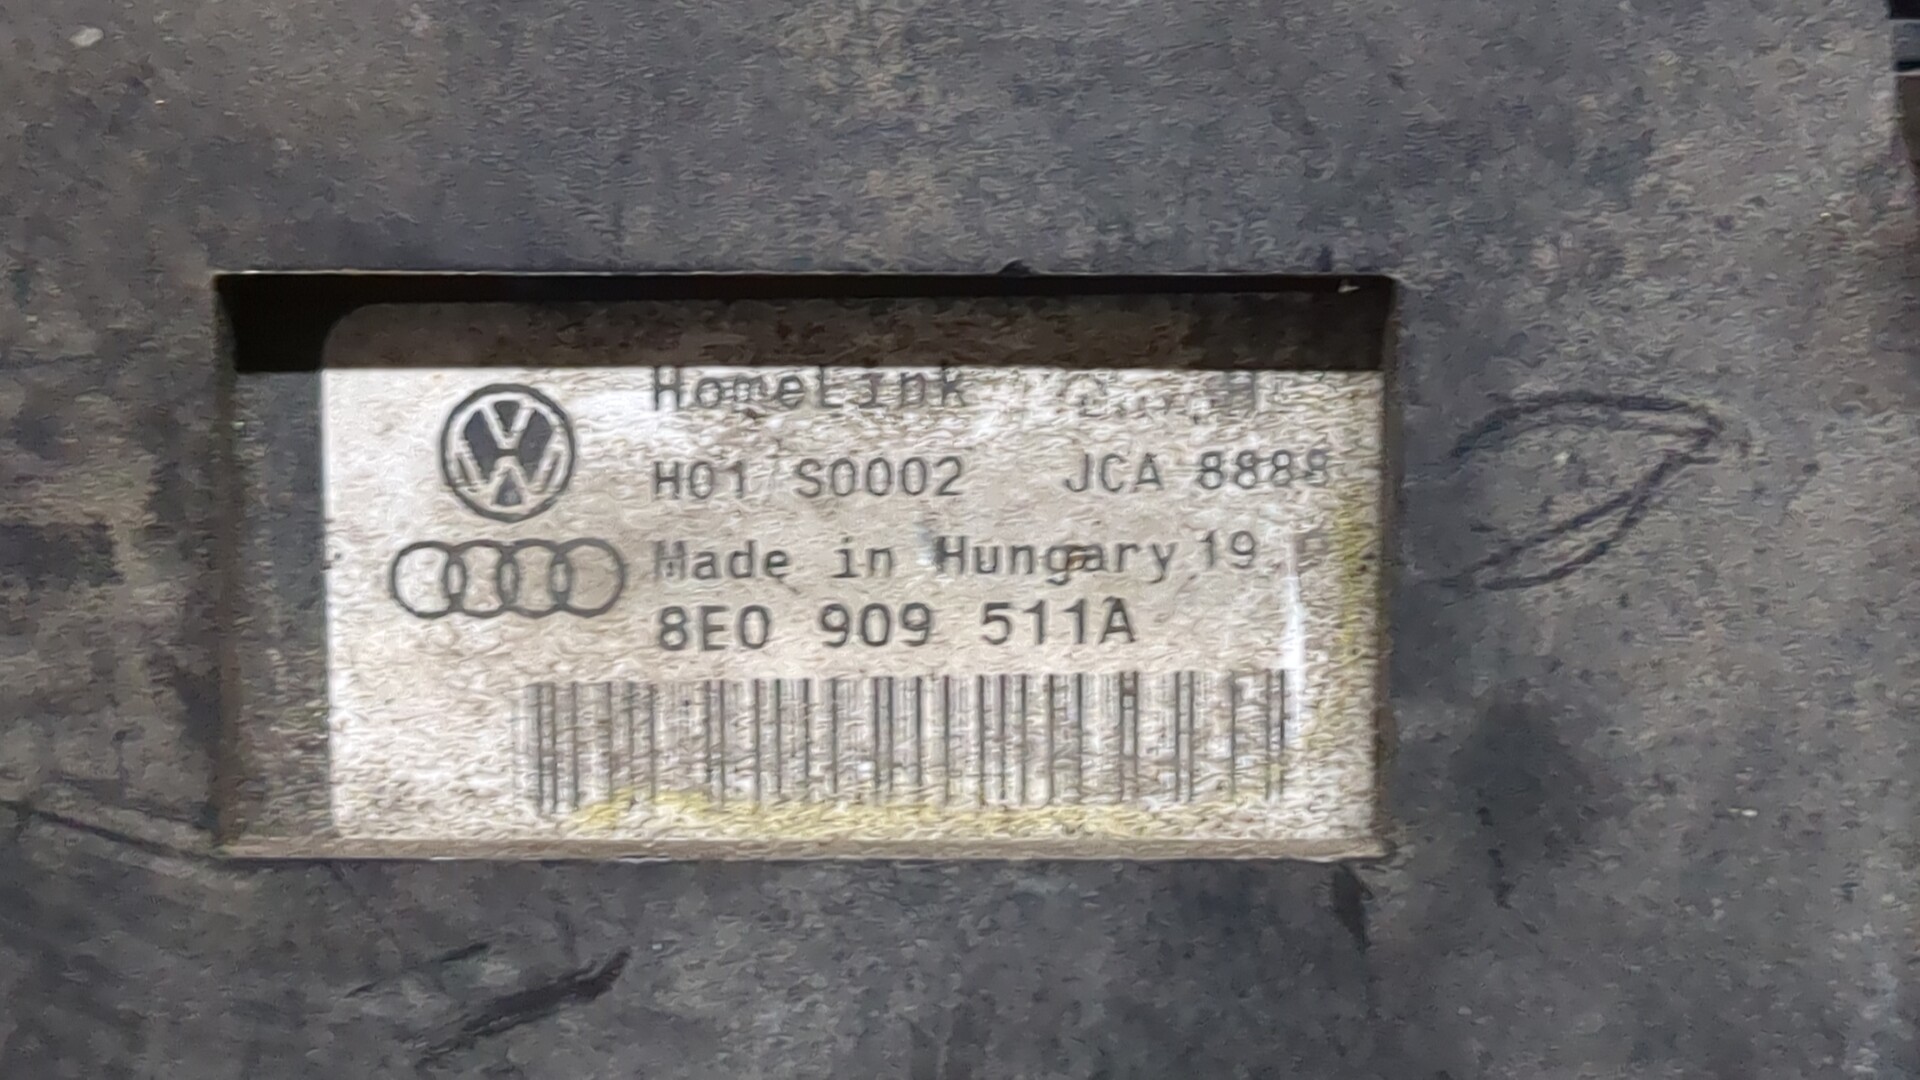 HomeLink
H01 S0002 JCA 8888
Made in Hungary 19
8E0 909 511A